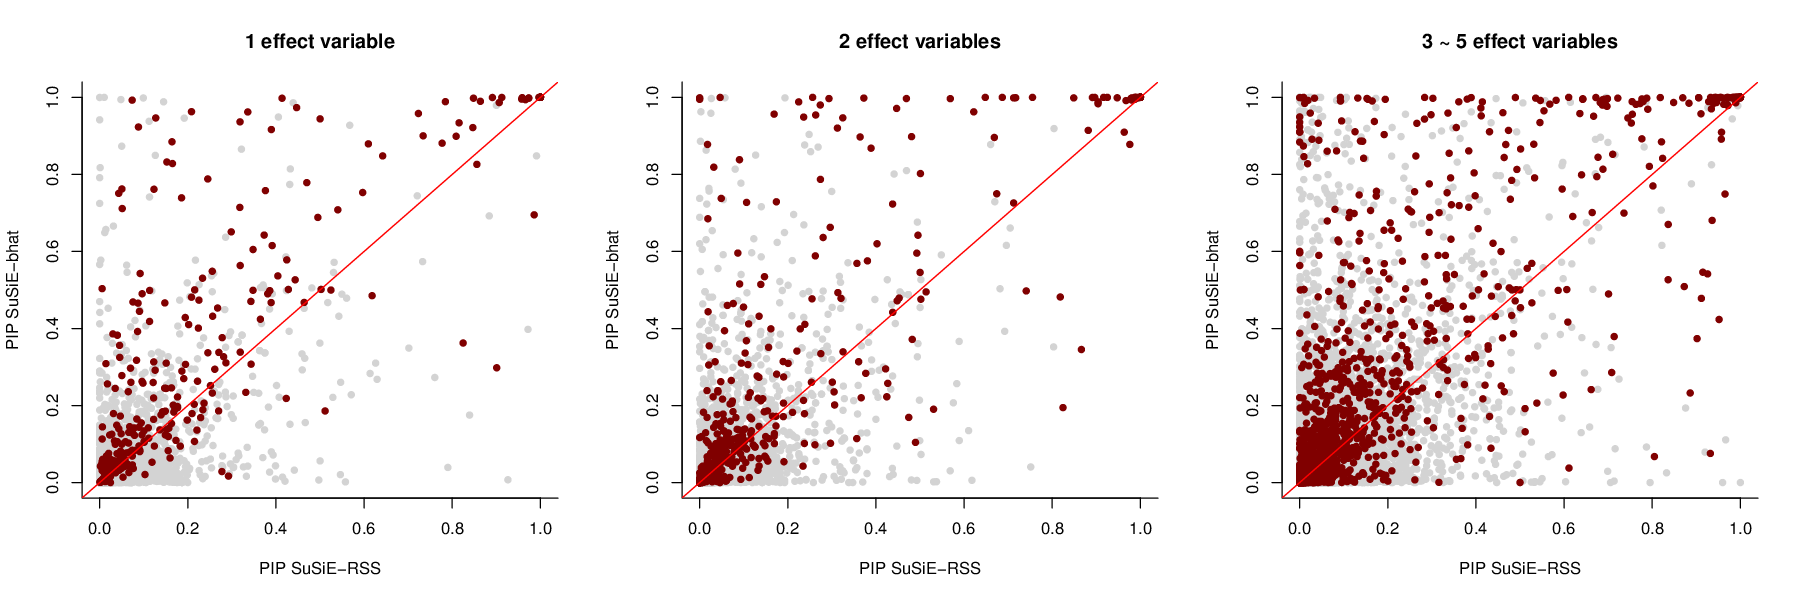 1 effect variable
1.0
0.8
0.6
0.4
0.2
0.0
PIP SuSiE−bhat
0.0 0.2 0.4 0.6 0.8 1.0
PIP SuSiE−RSS
2 effect variables
1.0
0.8
0.6
0.4
0.2
0.0
PIP SuSiE−bhat
0.0 0.2 0.4 0.6 0.8 1.0
PIP SuSiE−RSS
3 ~ 5 effect variables
1.0
0.8
0.6
0.4
0.2
0.0
PIP SuSiE−bhat
0.0 0.2 0.4 0.6 0.8 1.0
PIP SuSiE−RSS